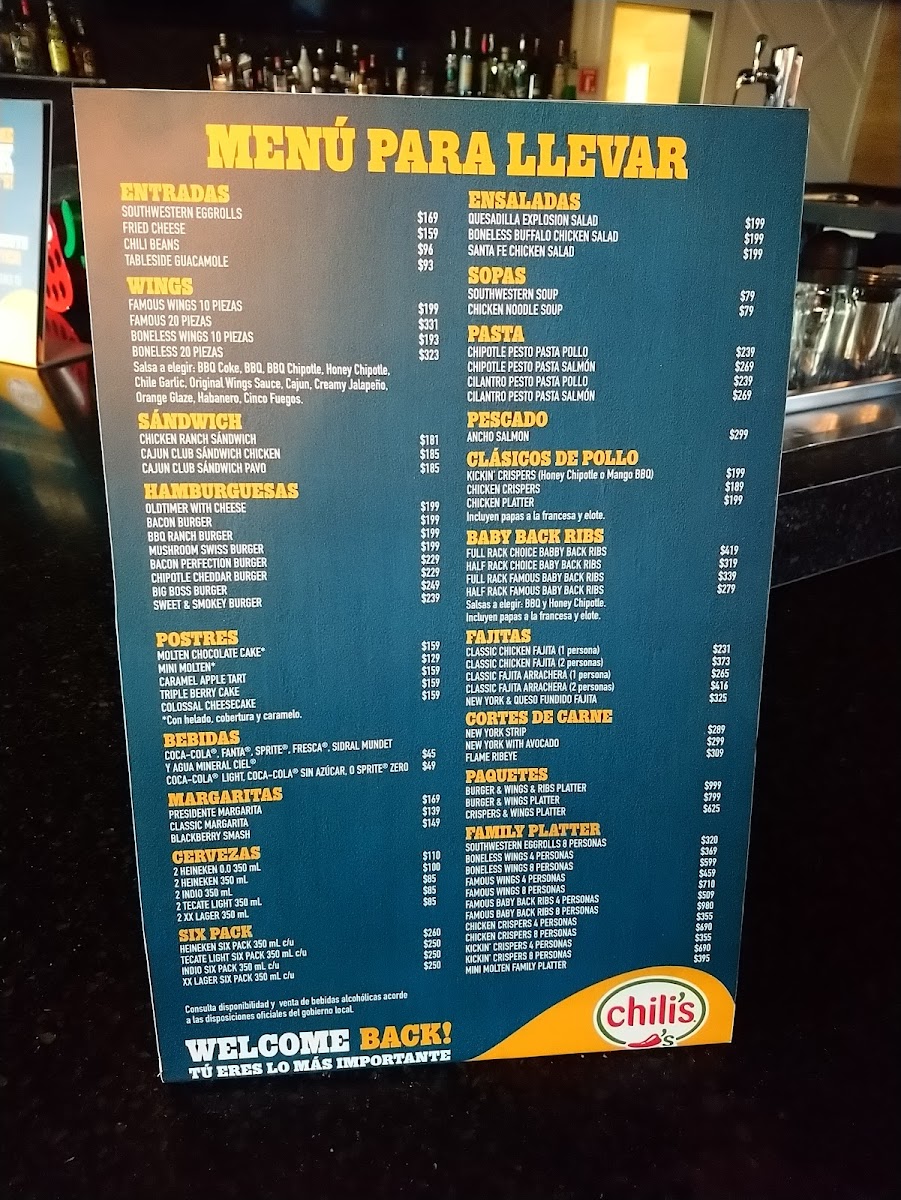 MENÚ PARA LLEVAR
ENTRADAS
SOUTHWESTERN EGGROLLS $169
FRIED CHEESE $159
CHILI BEANS $96
TABLESIDE GUACAMOLE $93
WINGS
FAMOUS WINGS 10 PIEZAS $199
FAMOUS 20 PIEZAS $331
BONELESS WINGS 10 PIEZAS $193
BONELESS 20 PIEZAS $323
Salsa a elegir: BBQ Coke, BBQ, BBQ Chipotle, Honey Chipotle,
Chile Garlic, Original Wings Sauce, Cajun, Creamy Jalapeño,
Orange Glaze, Habanero, Cinco Fuegos.
SÁNDWICH
CHICKEN RANCH SÁNDWICH $181
CAJUN CLUB SÁNDWICH CHICKEN $185
CAJUN CLUB SÁNDWICH PAVO $185
HAMBURGUESAS
OLDTIMER WITH CHEESE $199
BACON BURGER $199
BBQ RANCH BURGER $199
MUSHROOM SWISS BURGER $199
BACON PERFECTION BURGER $229
CHIPOTLE CHEDDAR BURGER $229
BIG BOSS BURGER $249
SWEET & SMOKEY BURGER $239
POSTRES
MOLTEN CHOCOLATE CAKE* $159
MINI MOLTEN* $129
CARAMEL APPLE TART $159
TRIPLE BERRY CAKE $159
COLOSSAL CHEESECAKE $159
*Con helado, cobertura y caramelo.
BEBIDAS
COCA-COLA®, FANTA®, SPRITE®, FRESCA®, SIDRAL MUNDET
Y AGUA MINERAL CIEL® $45
COCA-COLA® LIGHT, COCA-COLA® SIN AZÚCAR, O SPRITE® ZERO $49
MARGARITAS
PRESIDENTE MARGARITA $169
CLASSIC MARGARITA $139
BLACKBERRY SMASH $149
CERVEZAS
2 HEINEKEN 0.0 350 mL $110
2 HEINEKEN 350 mL $100
2 INDIO 350 mL $85
2 TECATE LIGHT 350 mL $85
2 XX LAGER 350 mL $85
SIX PACK
HEINEKEN SIX PACK 350 mL c/u $260
TECATE LIGHT SIX PACK 350 mL c/u $250
INDIO SIX PACK 350 mL c/u $250
XX LAGER SIX PACK 350 mL c/u $250
Consulta disponibilidad y venta de bebidas alcohólicas acorde
a las disposiciones oficiales del gobierno local.
WELCOME BACK!
TÚ ERES LO MÁS IMPORTANTE
ENSALADAS
QUESADILLA EXPLOSION SALAD $199
BONELESS BUFFALO CHICKEN SALAD $199
SANTA FE CHICKEN SALAD $199
SOPAS
SOUTHWESTERN SOUP $79
CHICKEN NOODLE SOUP $79
PASTA
CHIPOTLE PESTO PASTA POLLO $239
CHIPOTLE PESTO PASTA SALMÓN $269
CILANTRO PESTO PASTA POLLO $239
CILANTRO PESTO PASTA SALMÓN $269
PESCADO
ANCHO SALMON $299
CLÁSICOS DE POLLO
KICKIN' CRISPERS (Honey Chipotle o Mango BBQ) $199
CHICKEN CRISPERS $189
CHICKEN PLATTER $199
Incluyen papas a la francesa y elote.
BABY BACK RIBS
FULL RACK CHOICE BABBY BACK RIBS $419
HALF RACK CHOICE BABY BACK RIBS $319
FULL RACK FAMOUS BABY BACK RIBS $339
HALF RACK FAMOUS BABY BACK RIBS $279
Salsas a elegir: BBQ y Honey Chipotle.
Incluyen papas a la francesa y elote.
FAJITAS
CLASSIC CHICKEN FAJITA (1 persona) $231
CLASSIC CHICKEN FAJITA (2 personas) $373
CLASSIC FAJITA ARRACHERA (1 persona) $265
CLASSIC FAJITA ARRACHERA (2 personas) $416
NEW YORK & QUESO FUNDIDO FAJITA $325
CORTES DE CARNE
NEW YORK STRIP $289
NEW YORK WITH AVOCADO $299
FLAME RIBEYE $309
PAQUETES
BURGER & WINGS & RIBS PLATTER $999
BURGER & WINGS PLATTER $799
CRISPERS & WINGS PLATTER $625
FAMILY PLATTER
SOUTHWESTERN EGGROLLS 8 PERSONAS $320
BONELESS WINGS 4 PERSONAS $369
BONELESS WINGS 8 PERSONAS $599
FAMOUS WINGS 4 PERSONAS $459
FAMOUS WINGS 8 PERSONAS $710
FAMOUS BABY BACK RIBS 4 PERSONAS $509
FAMOUS BABY BACK RIBS 8 PERSONAS $980
CHICKEN CRISPERS 4 PERSONAS $355
CHICKEN CRISPERS 8 PERSONAS $690
KICKIN' CRISPERS 4 PERSONAS $355
KICKIN' CRISPERS 8 PERSONAS $690
MINI MOLTEN FAMILY PLATTER $395
chili's
's